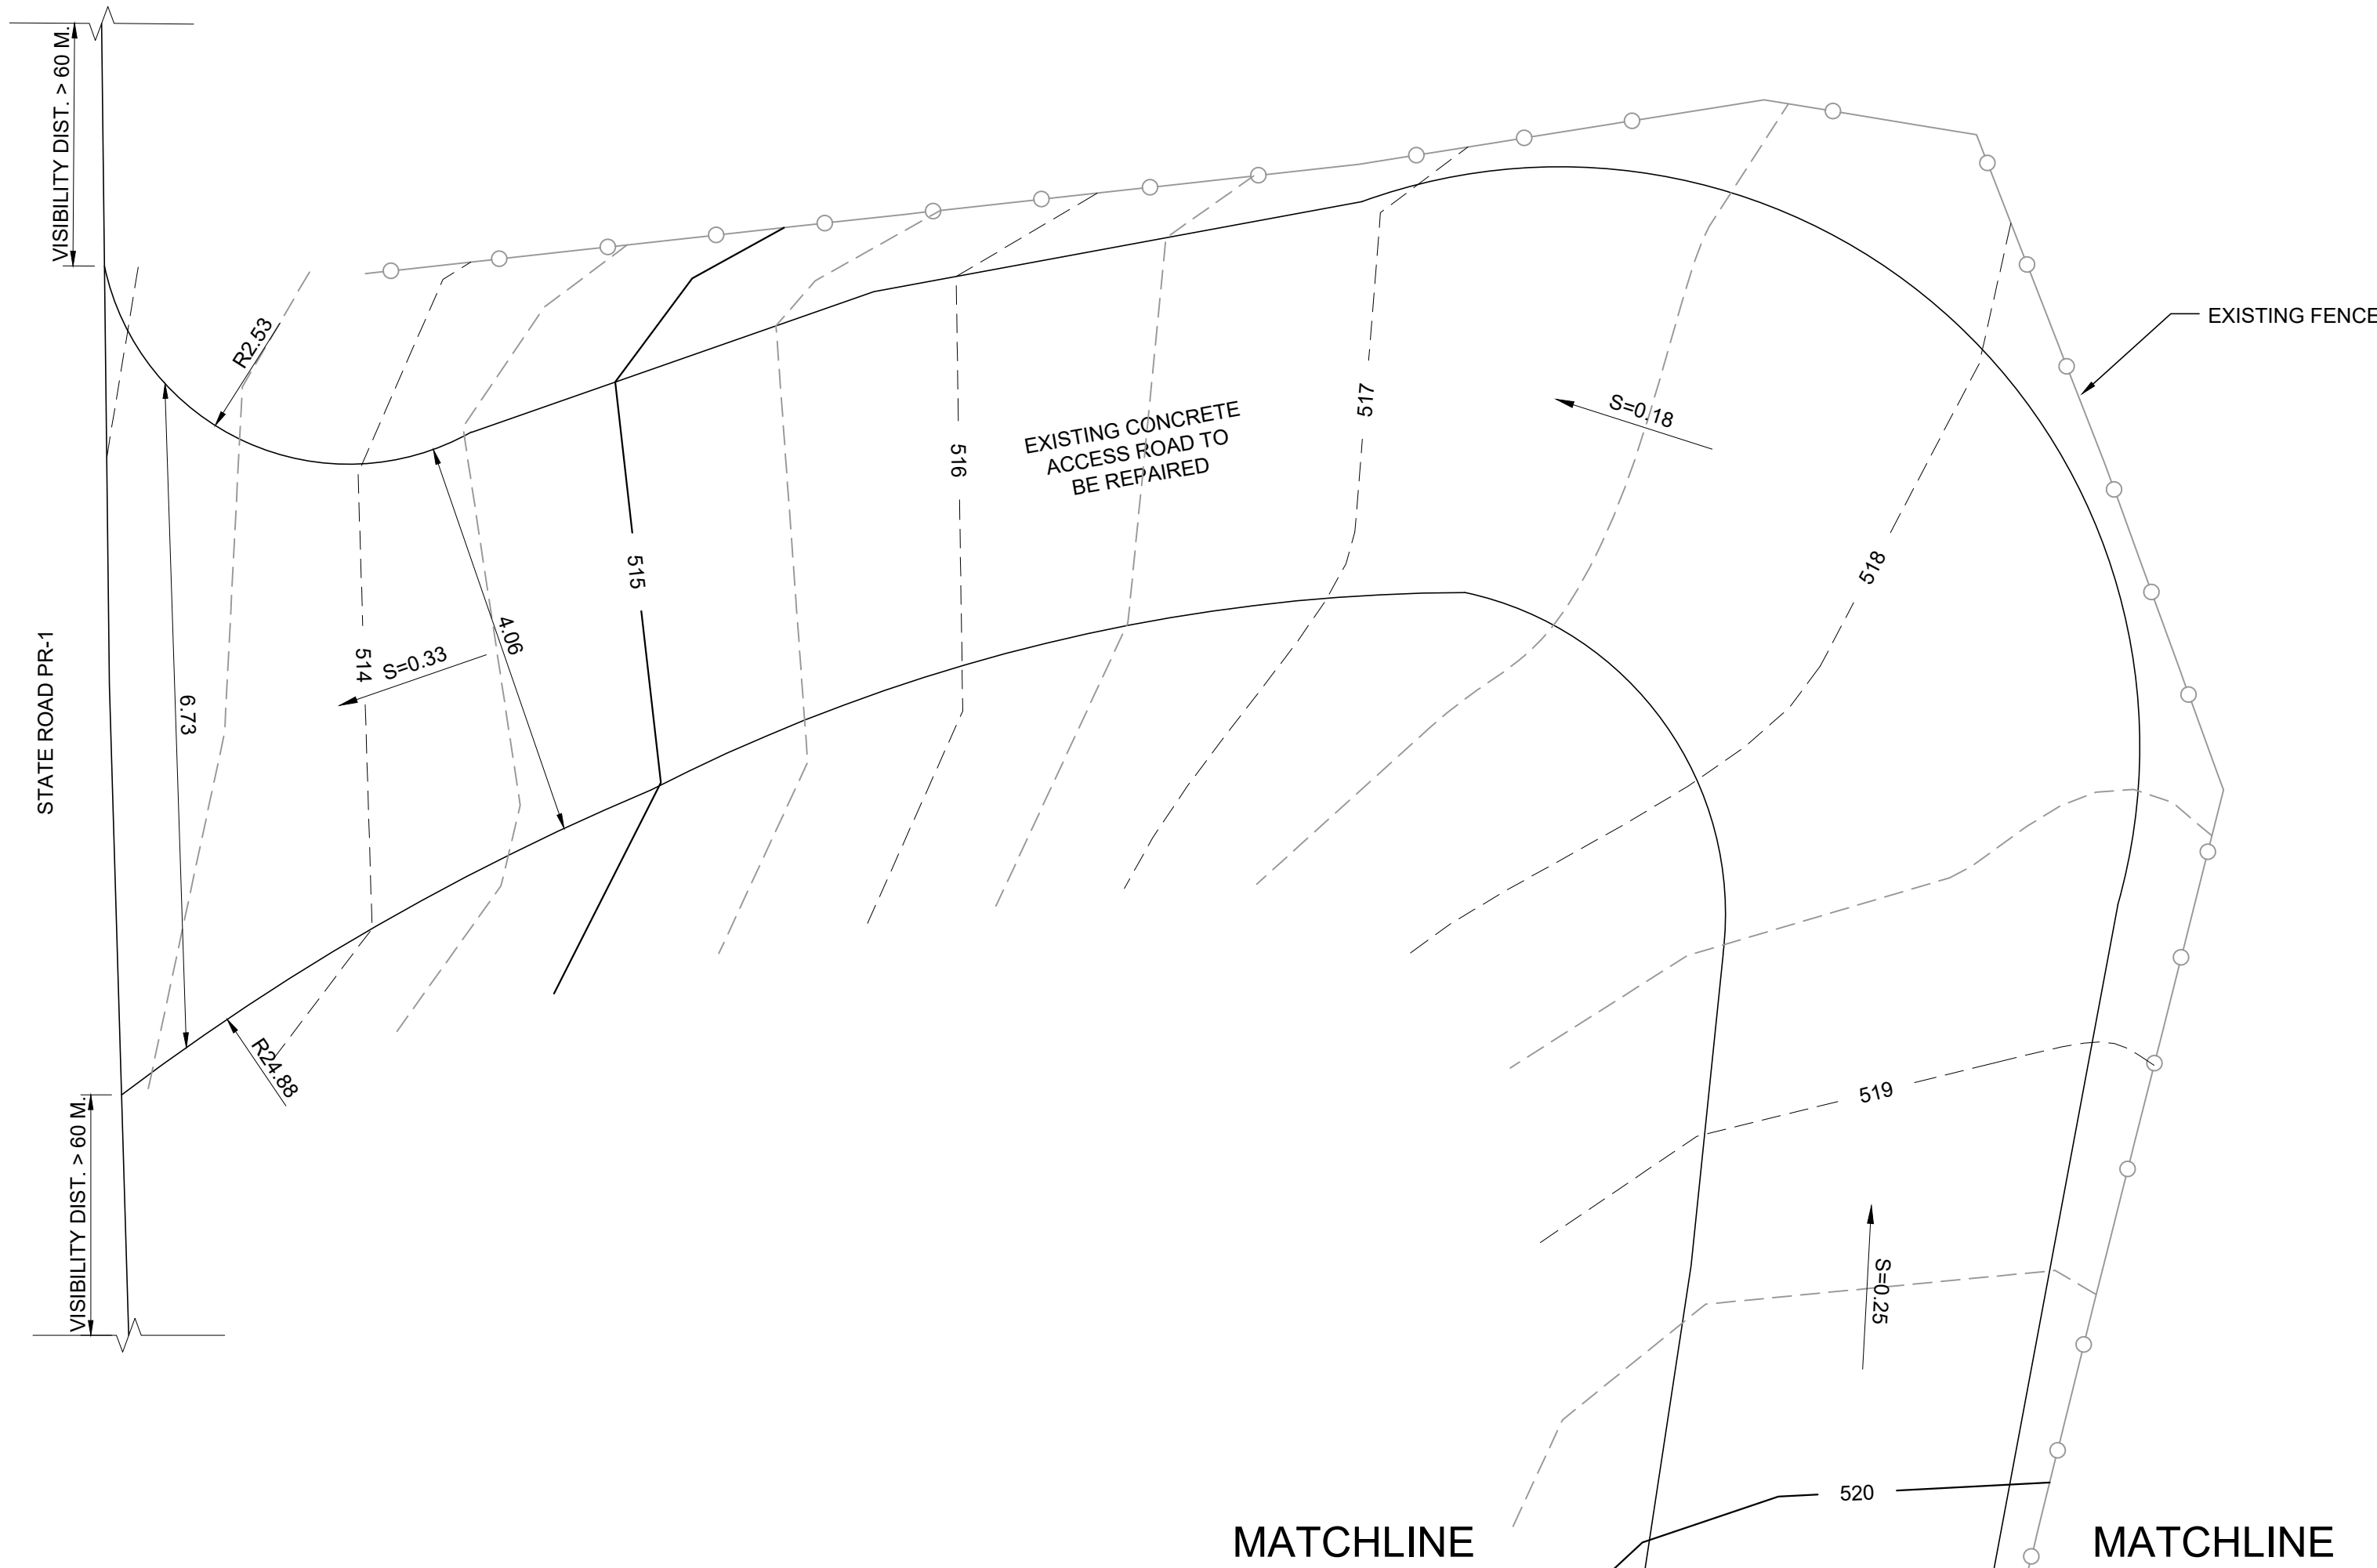 VISIBILITY DIST. > 60 M.
R2.53
EXISTING FENCE
517
S=0.18
EXISTING CONCRETE
ACCESS ROAD TO
BE REPAIRED
516
515
518
4.06
514
S=0.33
STATE ROAD PR-1
6.73
R24.88
519
VISIBILITY DIST. > 60 M.
S=0.25
520
MATCHLINE
MATCHLINE